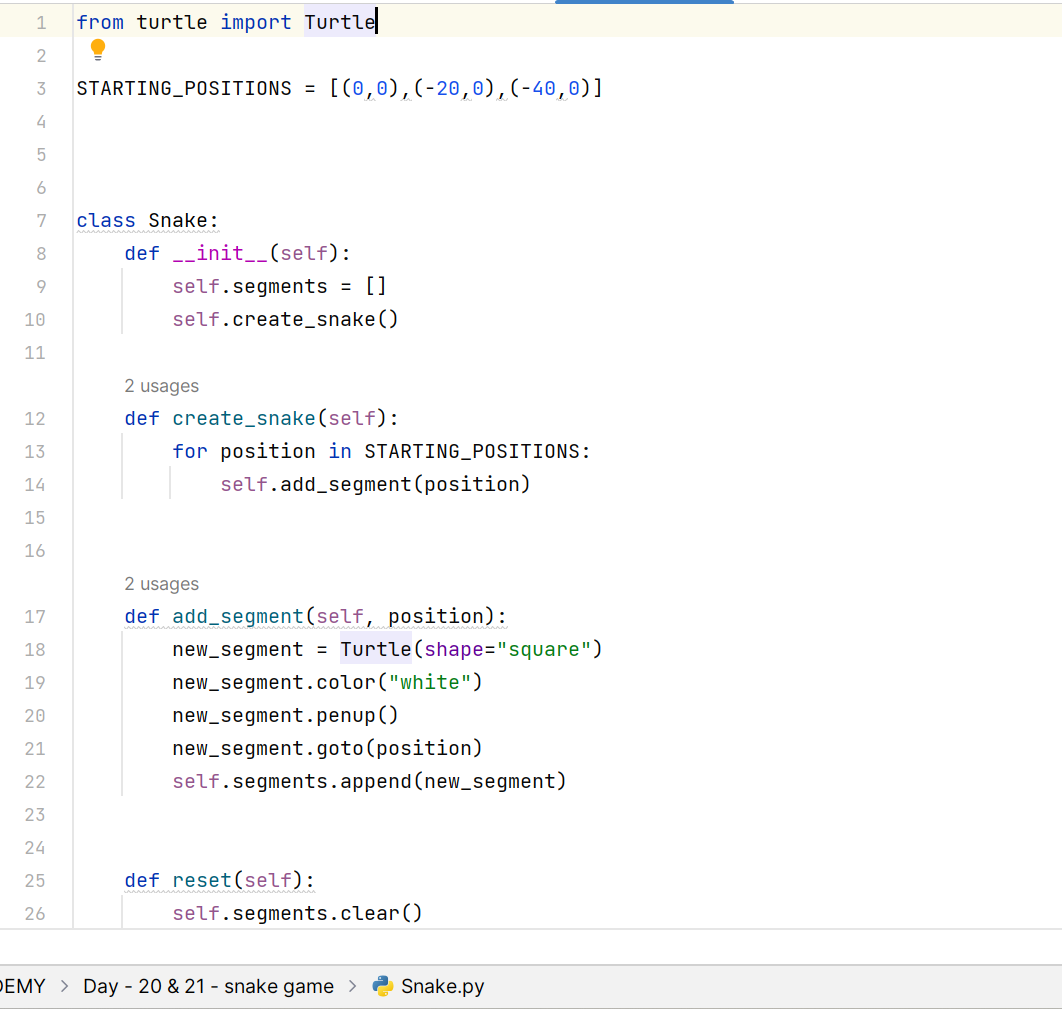 1 from turtle import Turtle
2
3 STARTING_POSITIONS = [(0,0),(-20,0),(-40,0)]
4
5
6
7 class Snake:
8     def __init__(self):
9         self.segments = []
10         self.create_snake()
11
2 usages
12     def create_snake(self):
13         for position in STARTING_POSITIONS:
14             self.add_segment(position)
15
16
2 usages
17     def add_segment(self, position):
18         new_segment = Turtle(shape="square")
19         new_segment.color("white")
20         new_segment.penup()
21         new_segment.goto(position)
22         self.segments.append(new_segment)
23
24
25     def reset(self):
26         self.segments.clear()
DEMY > Day - 20 & 21 - snake game > Snake.py